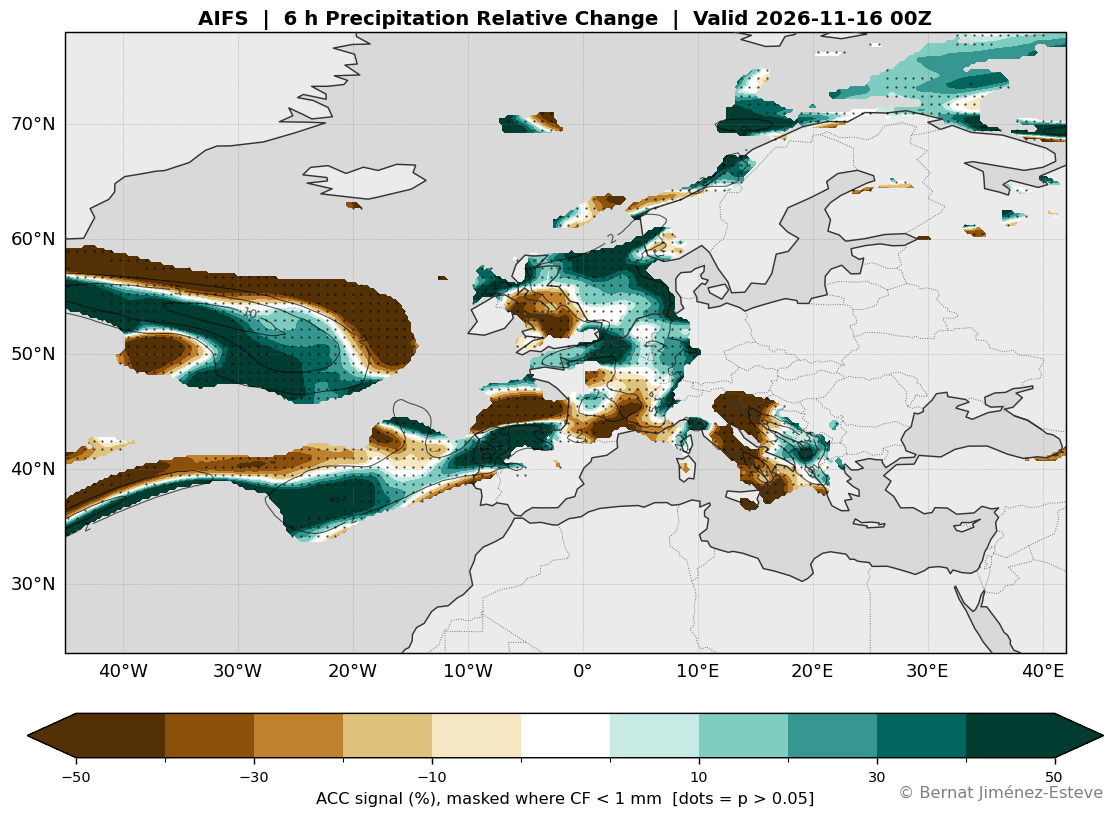 AIFS | 6 h Precipitation Relative Change | Valid 2026-11-16 00Z
70°N
60°N
50°N
40°N
30°N
40°W 30°W 20°W 10°W 0° 10°E 20°E 30°E 40°E
−50 −30 −10 10 30 50
ACC signal (%), masked where CF < 1 mm [dots = p > 0.05]
© Bernat Jiménez-Esteve